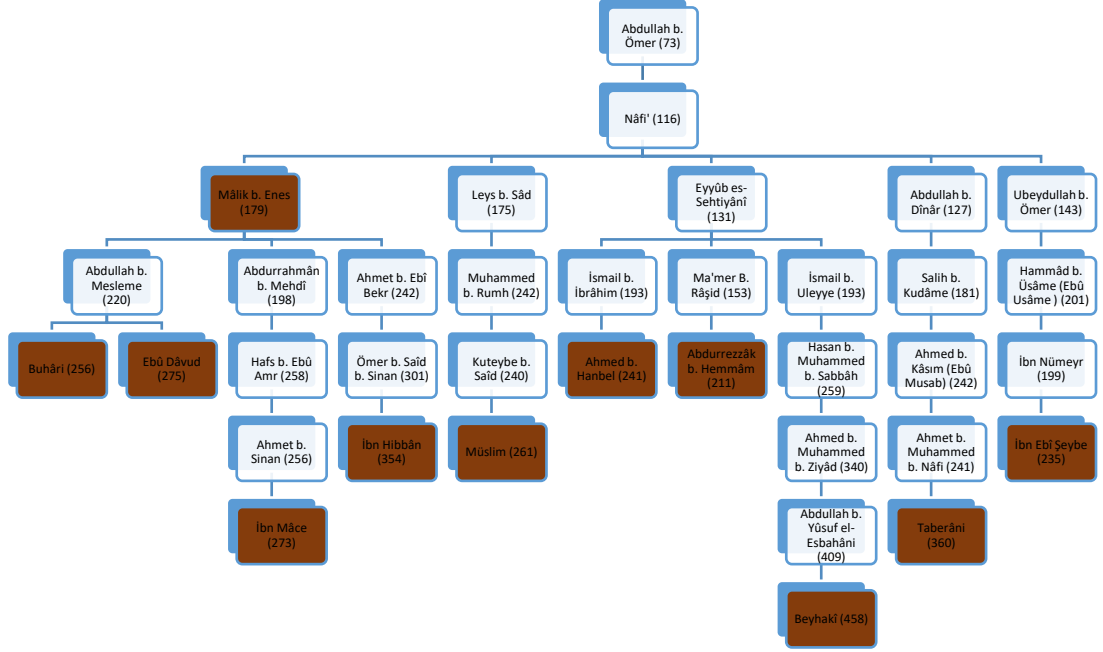 Abdullah b.
Ömer (73)
Nâfi' (116)
Mâlik b. Enes
(179)
Leys b. Sâd
(175)
Eyyûb es-
Sehtiyânî
(131)
Abdullah b.
Dînâr (127)
Ubeydullah b.
Ömer (143)
Abdullah b.
Mesleme
(220)
Abdurrahmân
b. Mehdî
(198)
Ahmet b. Ebî
Bekr (242)
Muhammed
b. Rumh (242)
İsmail b.
İbrâhim (193)
Ma'mer B.
Râşid (153)
İsmail b.
Uleyye (193)
Salih b.
Kudâme (181)
Hammâd b.
Üsâme (Ebû
Usâme ) (201)
Buhâri (256)
Ebû Dâvud
(275)
Hafs b. Ebû
Amr (258)
Ömer b. Saîd
b. Sinan (301)
Kuteybe b.
Saîd (240)
Ahmed b.
Hanbel (241)
Abdurrezzâk
b. Hemmâm
(211)
Hasan b.
Muhammed
b. Sabbâh
(259)
Ahmed b.
Kâsım (Ebû
Musab) (242)
İbn Nümeyr
(199)
Ahmet b.
Sinan (256)
İbn Hibbân
(354)
Müslim (261)
Ahmed b.
Muhammed
b. Ziyâd (340)
Ahmet b.
Muhammed
b. Nâfi (241)
İbn Ebî Şeybe
(235)
İbn Mâce
(273)
Abdullah b.
Yûsuf el-
Esbahâni
(409)
Taberâni
(360)
Beyhakî (458)